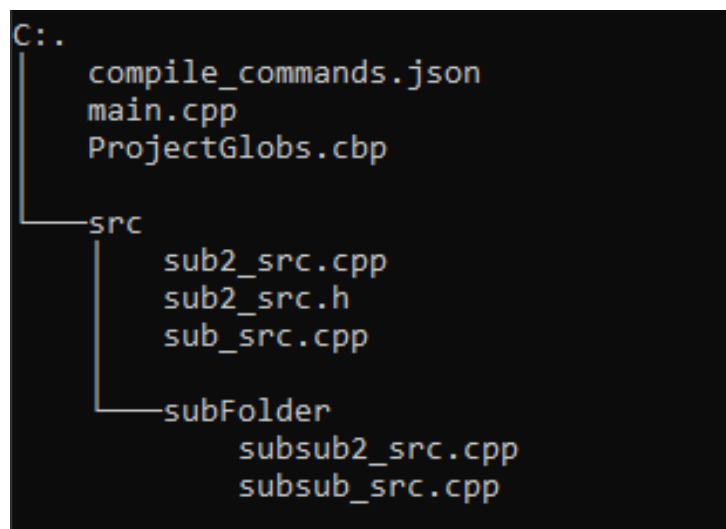 C:.
compile_commands.json
main.cpp
ProjectGlobs.cbp
src
sub2_src.cpp
sub2_src.h
sub_src.cpp
subFolder
subsub2_src.cpp
subsub_src.cpp